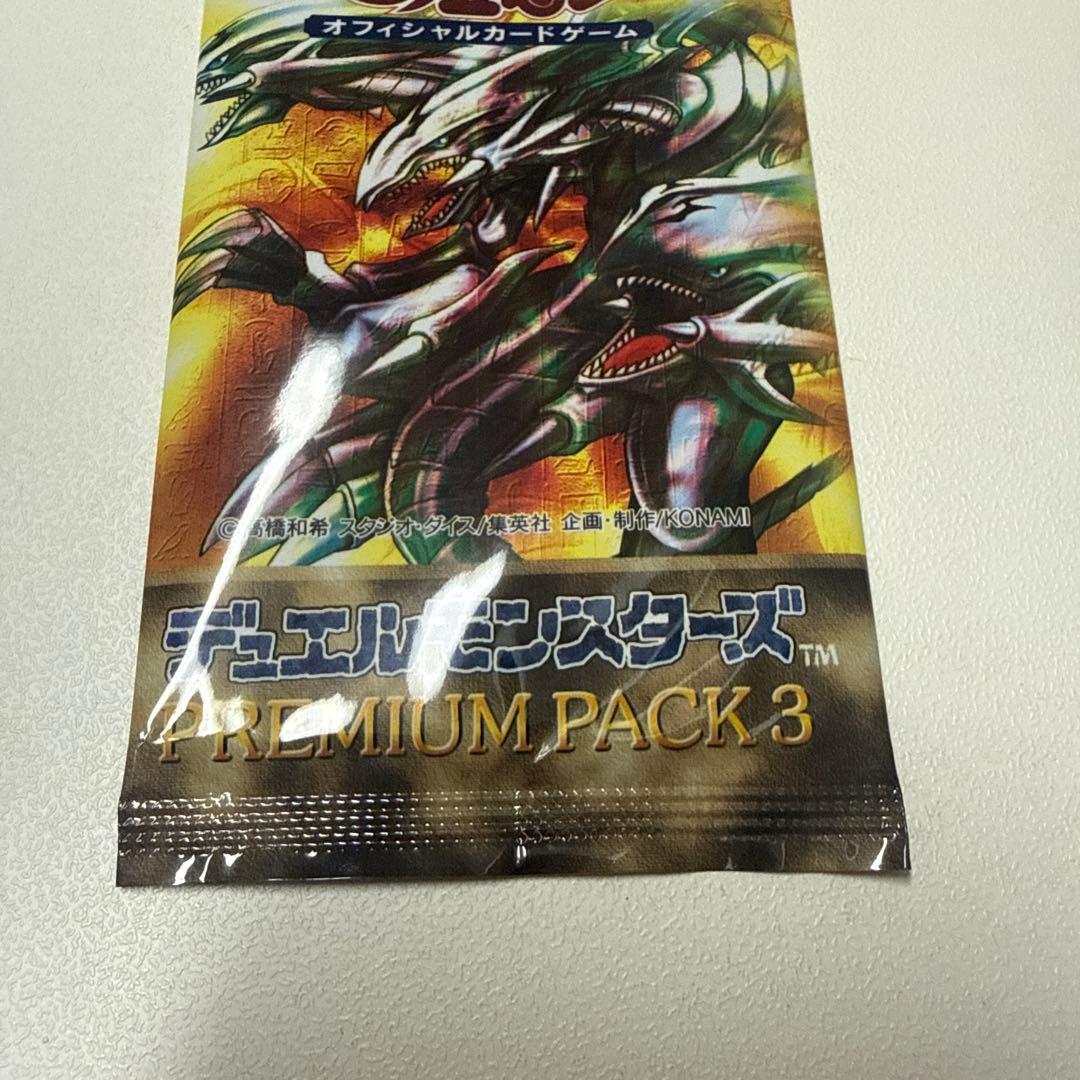 オフィシャルカードゲーム
© 高橋和希 スタジオ・ダイス/集英社 企画・制作/KONAMI
デュエルモンスターズ™
PREMIUM PACK 3